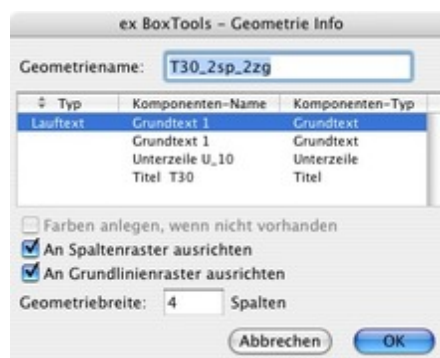 ex BoxTools – Geometrie Info
Geometriename: T30_2sp_2zg
Typ Komponenten-Name Komponenten-Typ
Lauftext Grundtext 1 Grundtext
Grundtext 1 Grundtext
Unterzeile U_10 Unterzeile
Titel T30 Titel
Farben anlegen, wenn nicht vorhanden
An Spaltenraster ausrichten
An Grundlinienraster ausrichten
Geometriebreite: 4 Spalten
Abbrechen OK